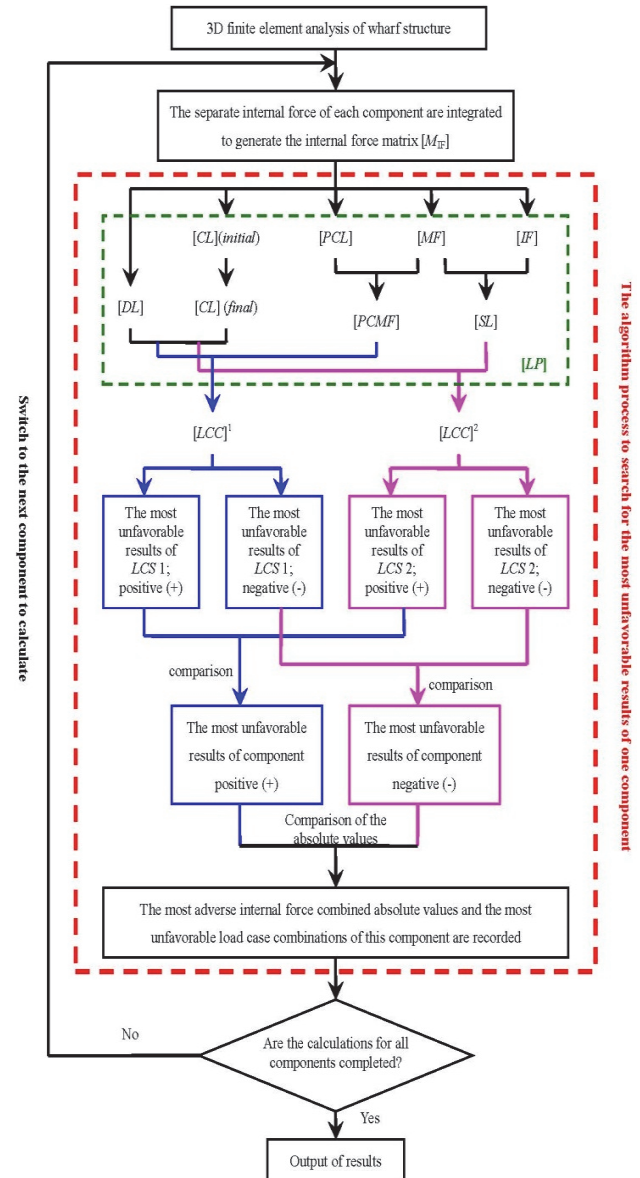 3D finite element analysis of wharf structure
The separate internal force of each component are integrated
to generate the internal force matrix [M_IF]
[CL](initial)
[PCL]
[MF]
[IF]
[DL]
[CL] (final)
[PCMF]
[SL]
[LP]
[LCC]¹
[LCC]²
The most
unfavorable
results of
LCS 1;
positive (+)
The most
unfavorable
results of
LCS 1;
negative (-)
The most
unfavorable
results of
LCS 2;
positive (+)
The most
unfavorable
results of
LCS 2;
negative (-)
comparison
comparison
The most unfavorable
results of component
positive (+)
The most unfavorable
results of component
negative (-)
Comparison of the
absolute values
The most adverse internal force combined absolute values and the most
unfavorable load case combinations of this component are recorded
No
Are the calculations for all
components completed?
Yes
Output of results
Switch to the next component to calculate
The algorithm process to search for the most unfavorable results of one component